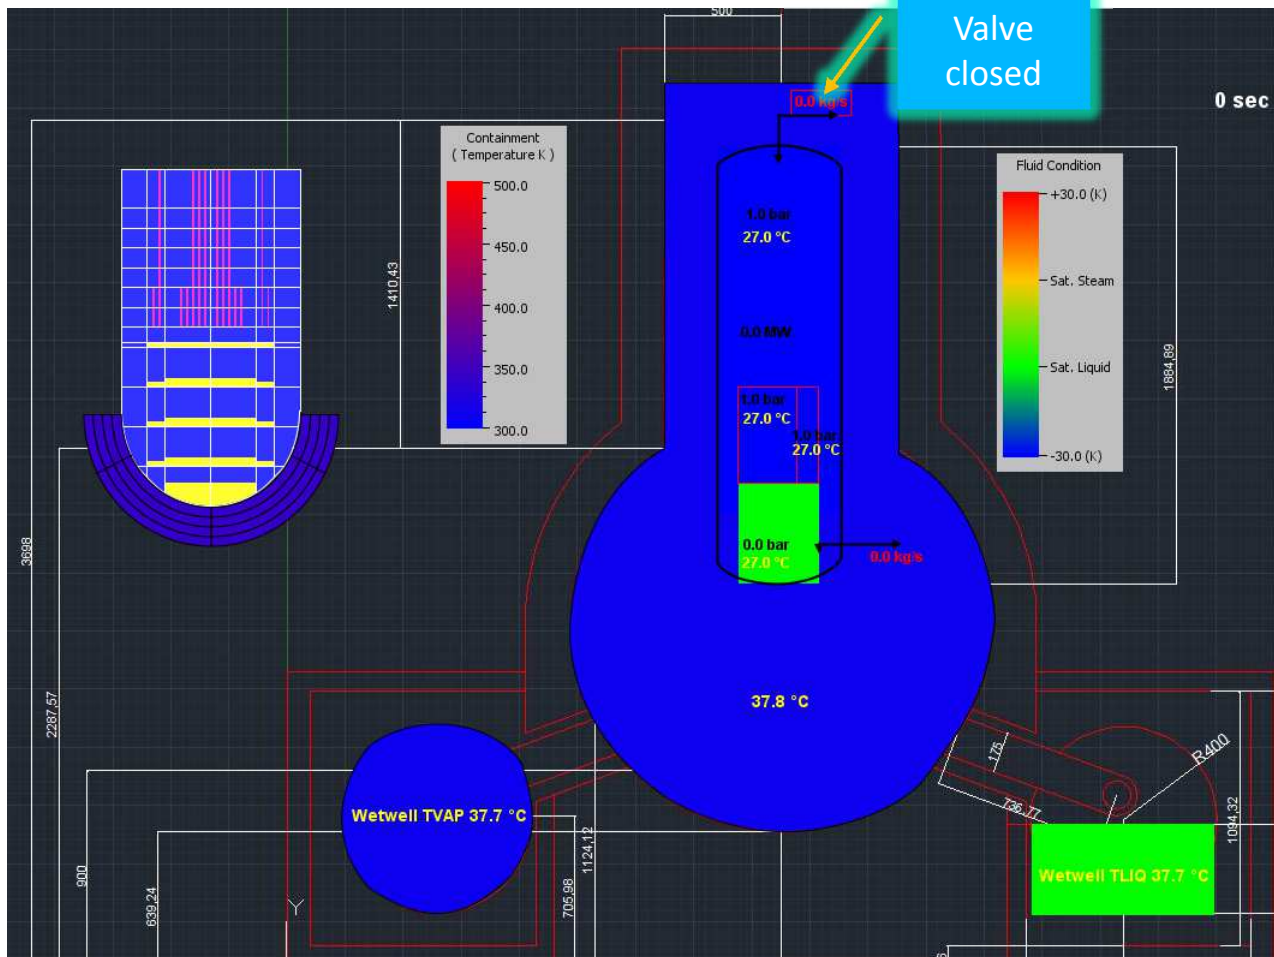 500
Valve
closed
0.0 kg/s
0 sec
Containment
( Temperature K )
500.0
450.0
400.0
350.0
300.0
Fluid Condition
+30.0 (K)
Sat. Steam
Sat. Liquid
-30.0 (K)
1.0 bar
27.0 °C
1410,43
0.0 MW
1884,89
1.0 bar
27.0 °C
1.0 bar
27.0 °C
0.0 bar
27.0 °C
0.0 kg/s
3698
2287,57
37.8 °C
175
R400
736,77
1094,32
Wetwell TVAP 37.7 °C
1124,12
Wetwell TLIQ 37.7 °C
900
639,24
705,98
Y